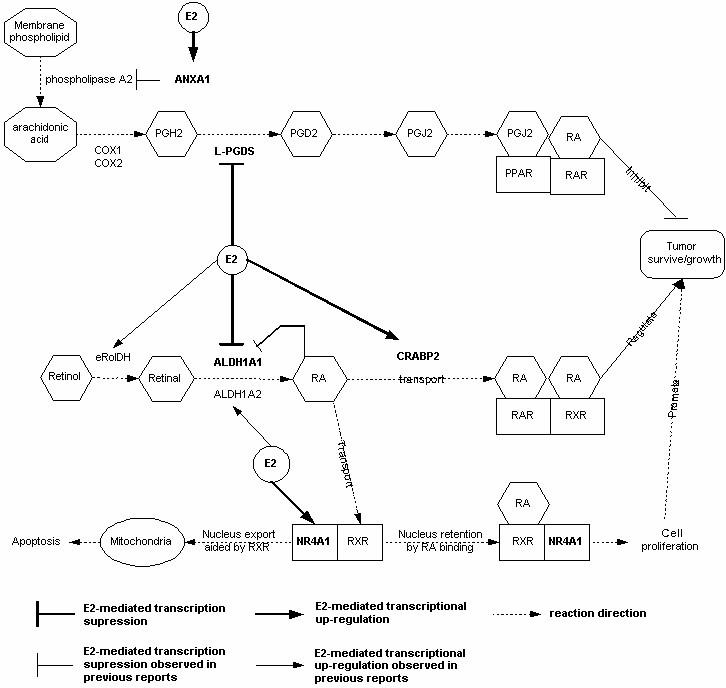 E2
Membrane
phospholipid
phospholipase A2
ANXA1
arachidonic
acid
COX1
COX2
PGH2
L-PGDS
PGD2
PGJ2
PGJ2
RA
PPAR
RAR
Inhibit
Tumor
survive/growth
E2
eRolDH
ALDH1A1
CRABP2
Regulate
Retinol
Retinal
ALDH1A2
RA
transport
RA
RA
RAR
RXR
Promate
E2
Transport
Apoptosis
Mitochondria
Nucleus export
aided by RXR
NR4A1
RXR
Nucleus retention
by RA binding
RA
RXR
NR4A1
Cell
proliferation
E2-mediated transcription
supression
E2-mediated transcriptional
up-regulation
reaction direction
E2-mediated transcription
supression observed in
previous reports
E2-mediated transcriptional
up-regulation observed in
previous reports